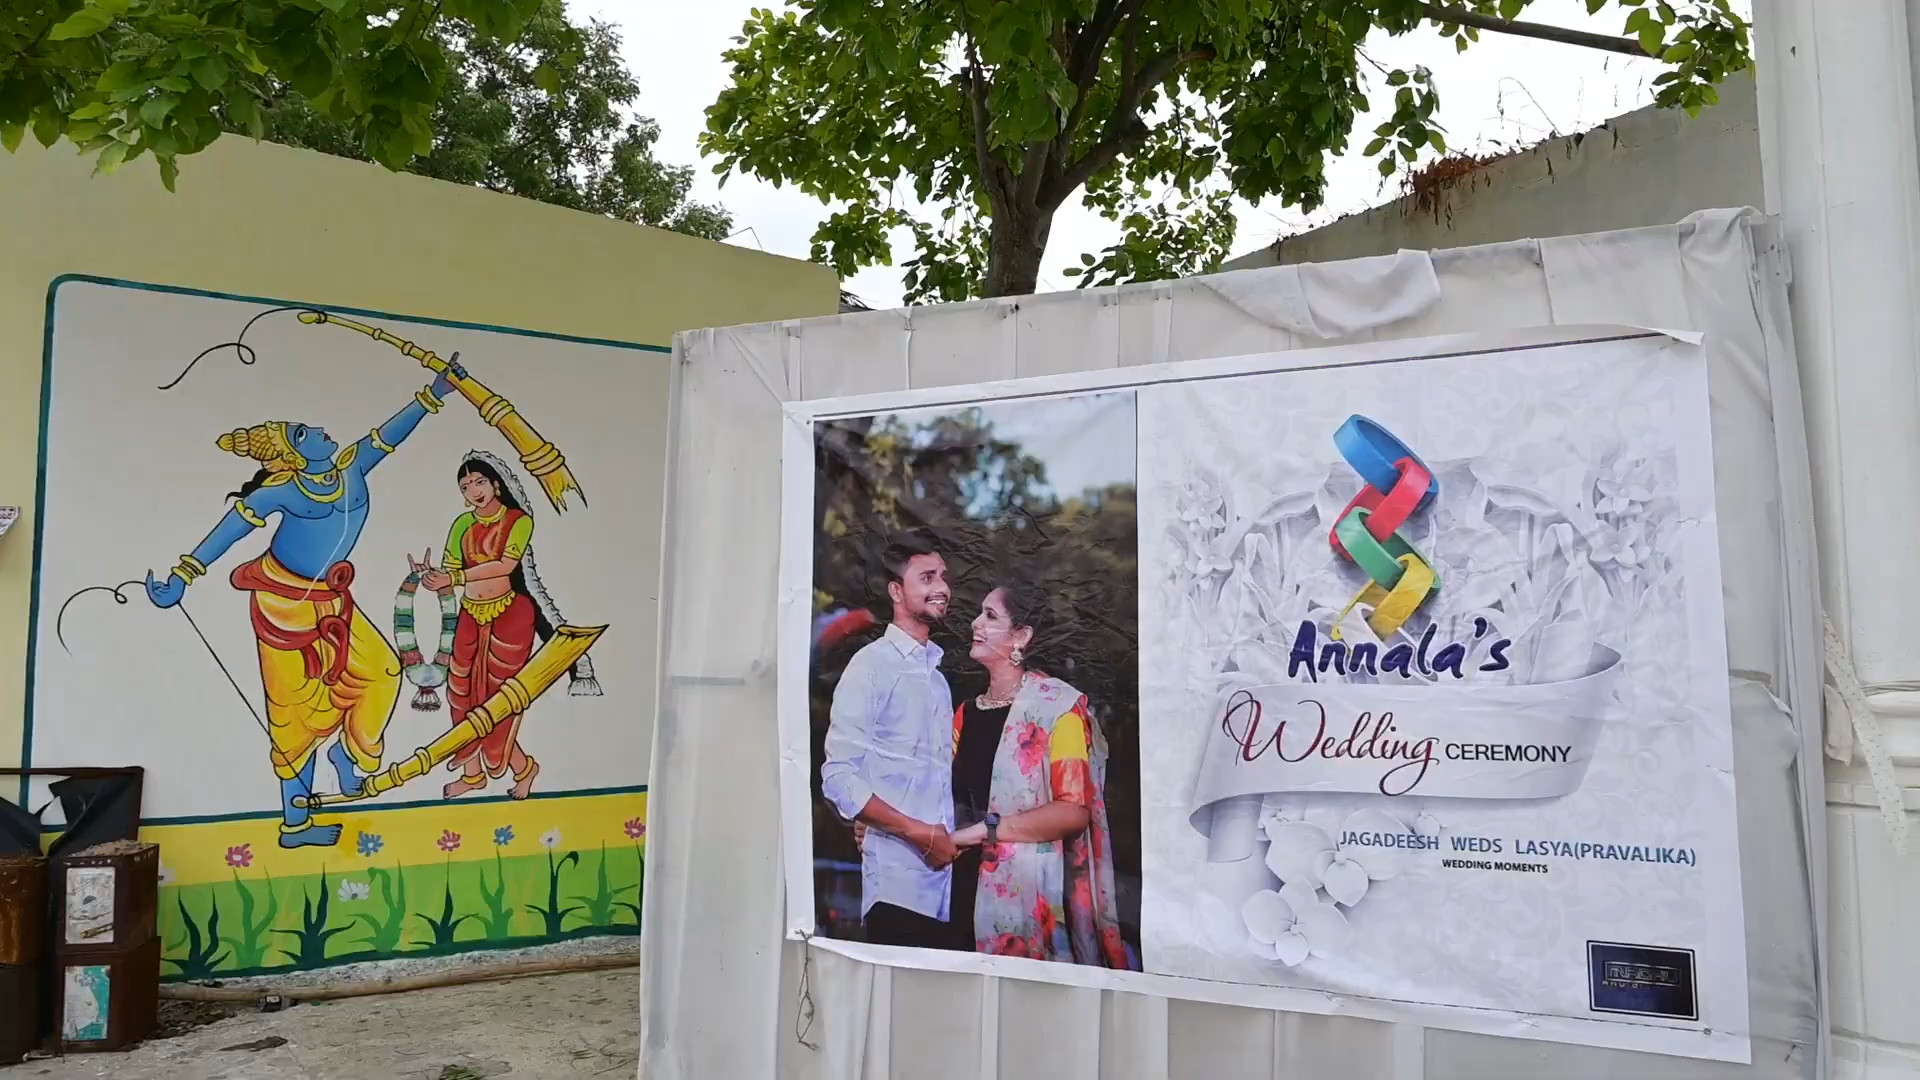 Annala's
Wedding CEREMONY
JAGADEESH WEDS LASYA(PRAVALIKA)
WEDDING MOMENTS